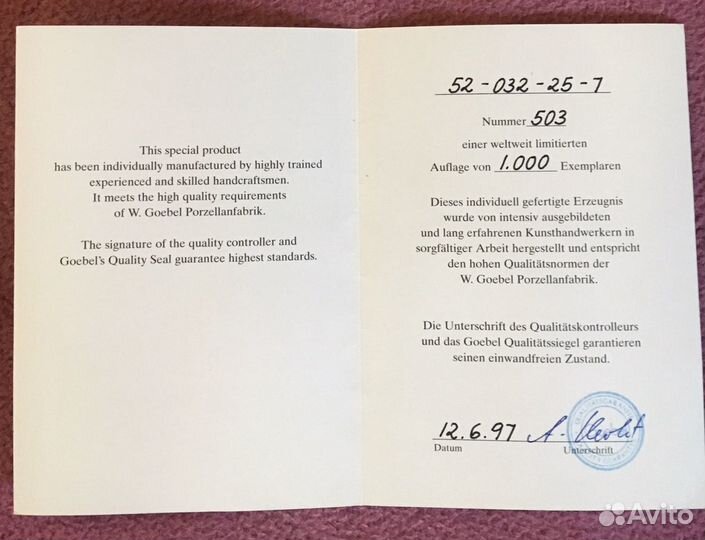 This special product
has been individually manufactured by highly trained
experienced and skilled handcraftsmen.
It meets the high quality requirements
of W. Goebel Porzellanfabrik.
The signature of the quality controller and
Goebel's Quality Seal guarantee highest standards.
52-032-25-7
Nummer 503
einer weltweit limitierten
Auflage von 1.000 Exemplaren
Dieses individuell gefertigte Erzeugnis
wurde von intensiv ausgebildeten
und lang erfahrenen Kunsthandwerkern in
sorgfältiger Arbeit hergestellt und entspricht
den hohen Qualitätsnormen der
W. Goebel Porzellanfabrik.
Die Unterschrift des Qualitätskontrolleurs
und das Goebel Qualitätssiegel garantieren
seinen einwandfreien Zustand.
12.6.97
Datum
Unterschrift
Avito